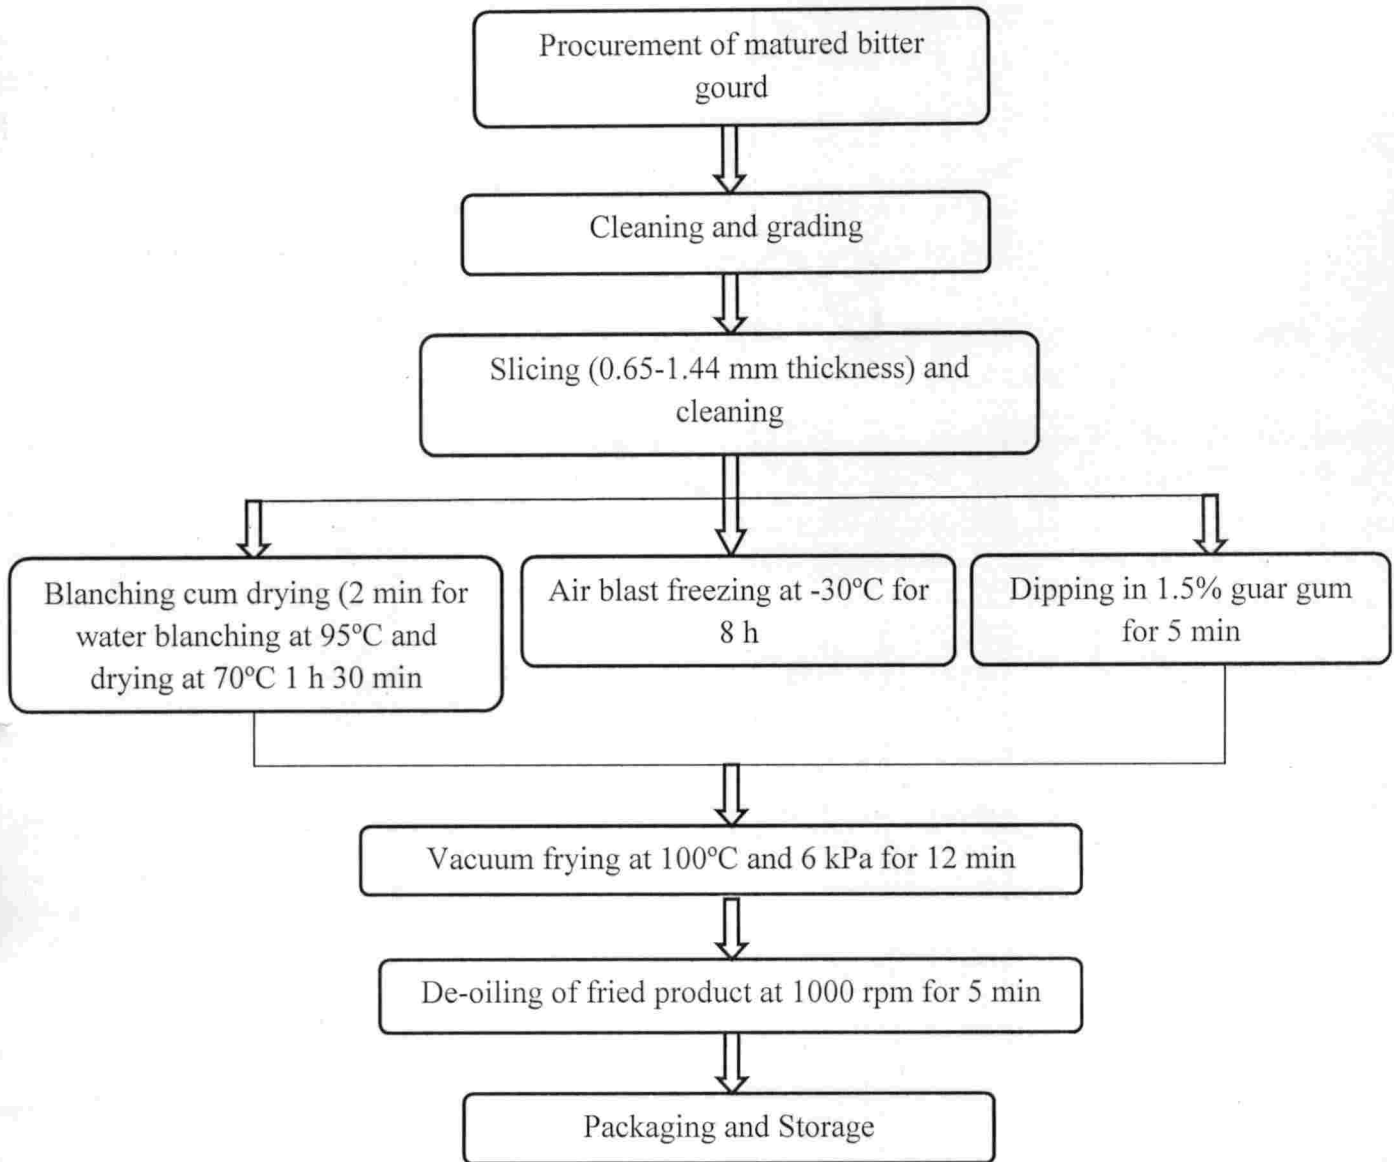 Procurement of matured bitter
gourd
Cleaning and grading
Slicing (0.65-1.44 mm thickness) and
cleaning
Blanching cum drying (2 min for
water blanching at 95ºC and
drying at 70ºC 1 h 30 min
Air blast freezing at -30ºC for
8 h
Dipping in 1.5% guar gum
for 5 min
Vacuum frying at 100ºC and 6 kPa for 12 min
De-oiling of fried product at 1000 rpm for 5 min
Packaging and Storage